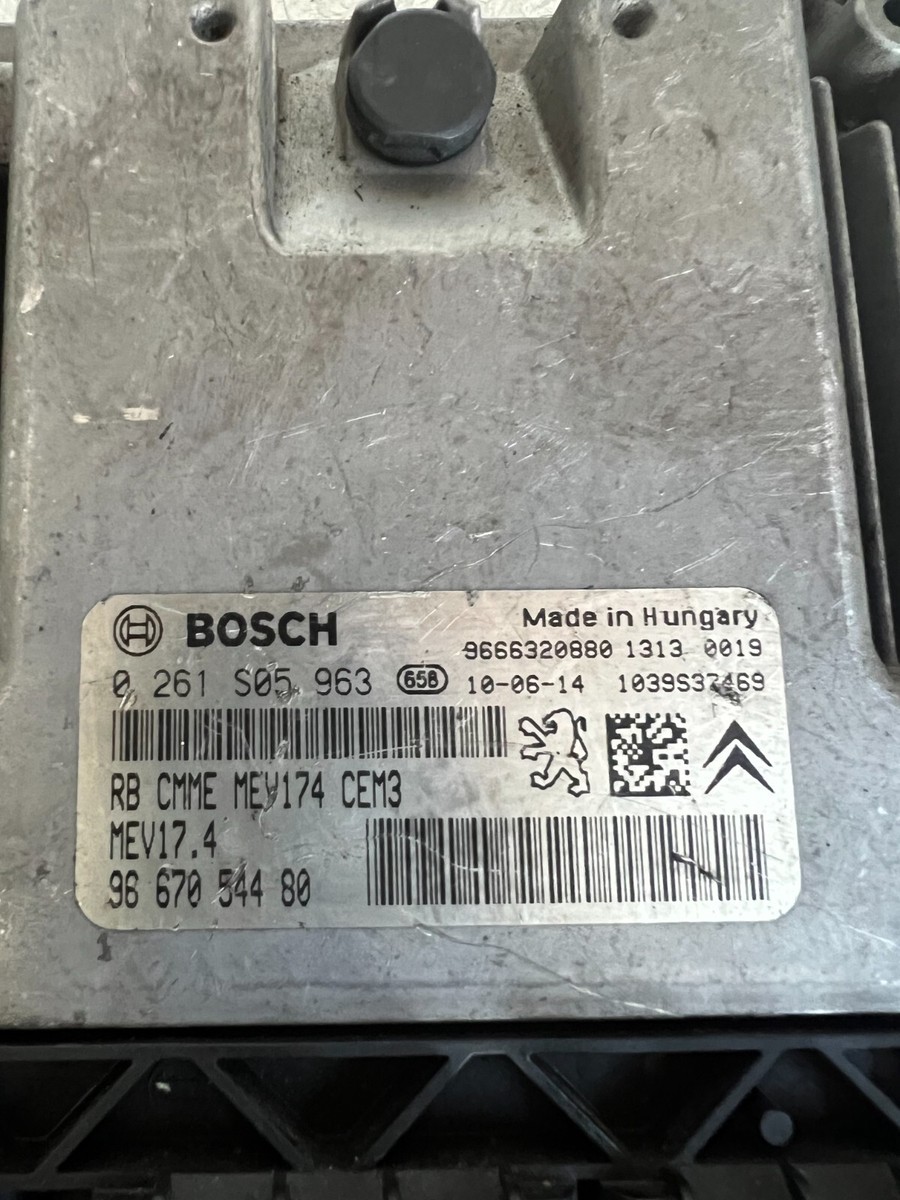 BOSCH
Made in Hungary
9666320880 1313 0019
0 261 S05 963 658 10-06-14 1039S37469
RB CMME MEV174 CEM3
MEV17.4
96 670 544 80